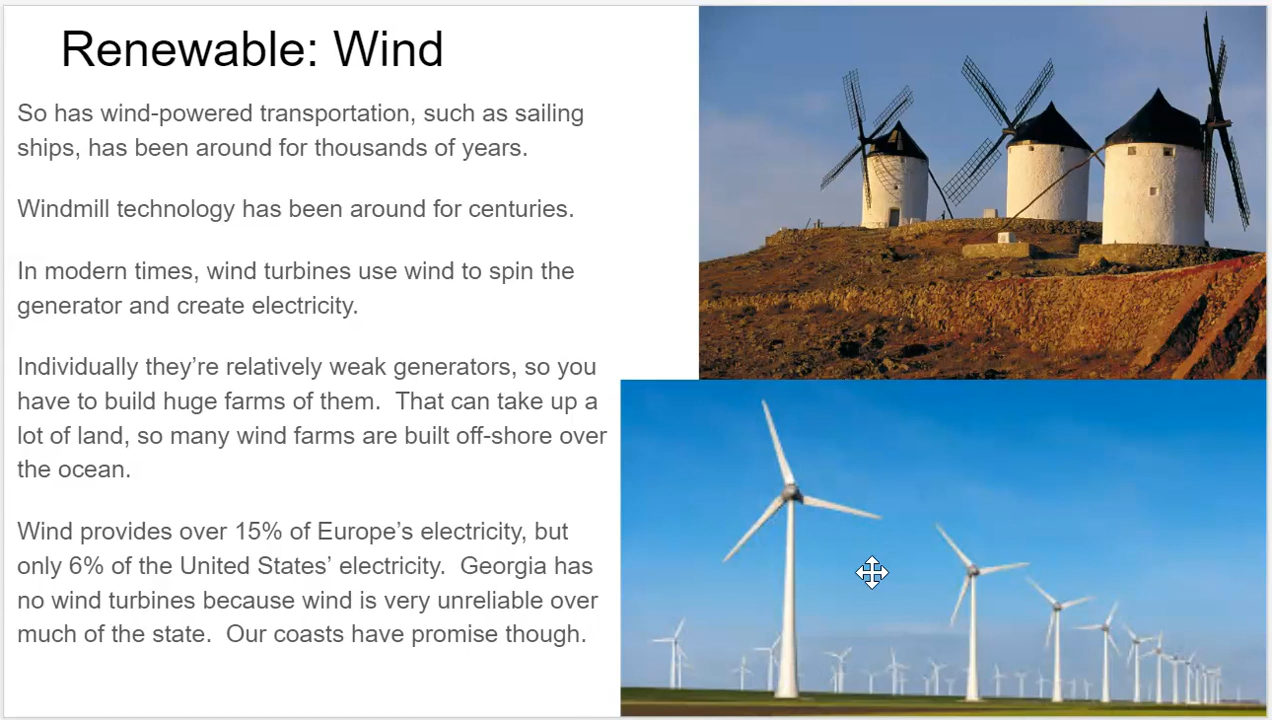 Renewable: Wind
So has wind-powered transportation, such as sailing
ships, has been around for thousands of years.
Windmill technology has been around for centuries.
In modern times, wind turbines use wind to spin the
generator and create electricity.
Individually they’re relatively weak generators, so you
have to build huge farms of them.  That can take up a
lot of land, so many wind farms are built off-shore over
the ocean.
Wind provides over 15% of Europe’s electricity, but
only 6% of the United States’ electricity.  Georgia has
no wind turbines because wind is very unreliable over
much of the state.  Our coasts have promise though.